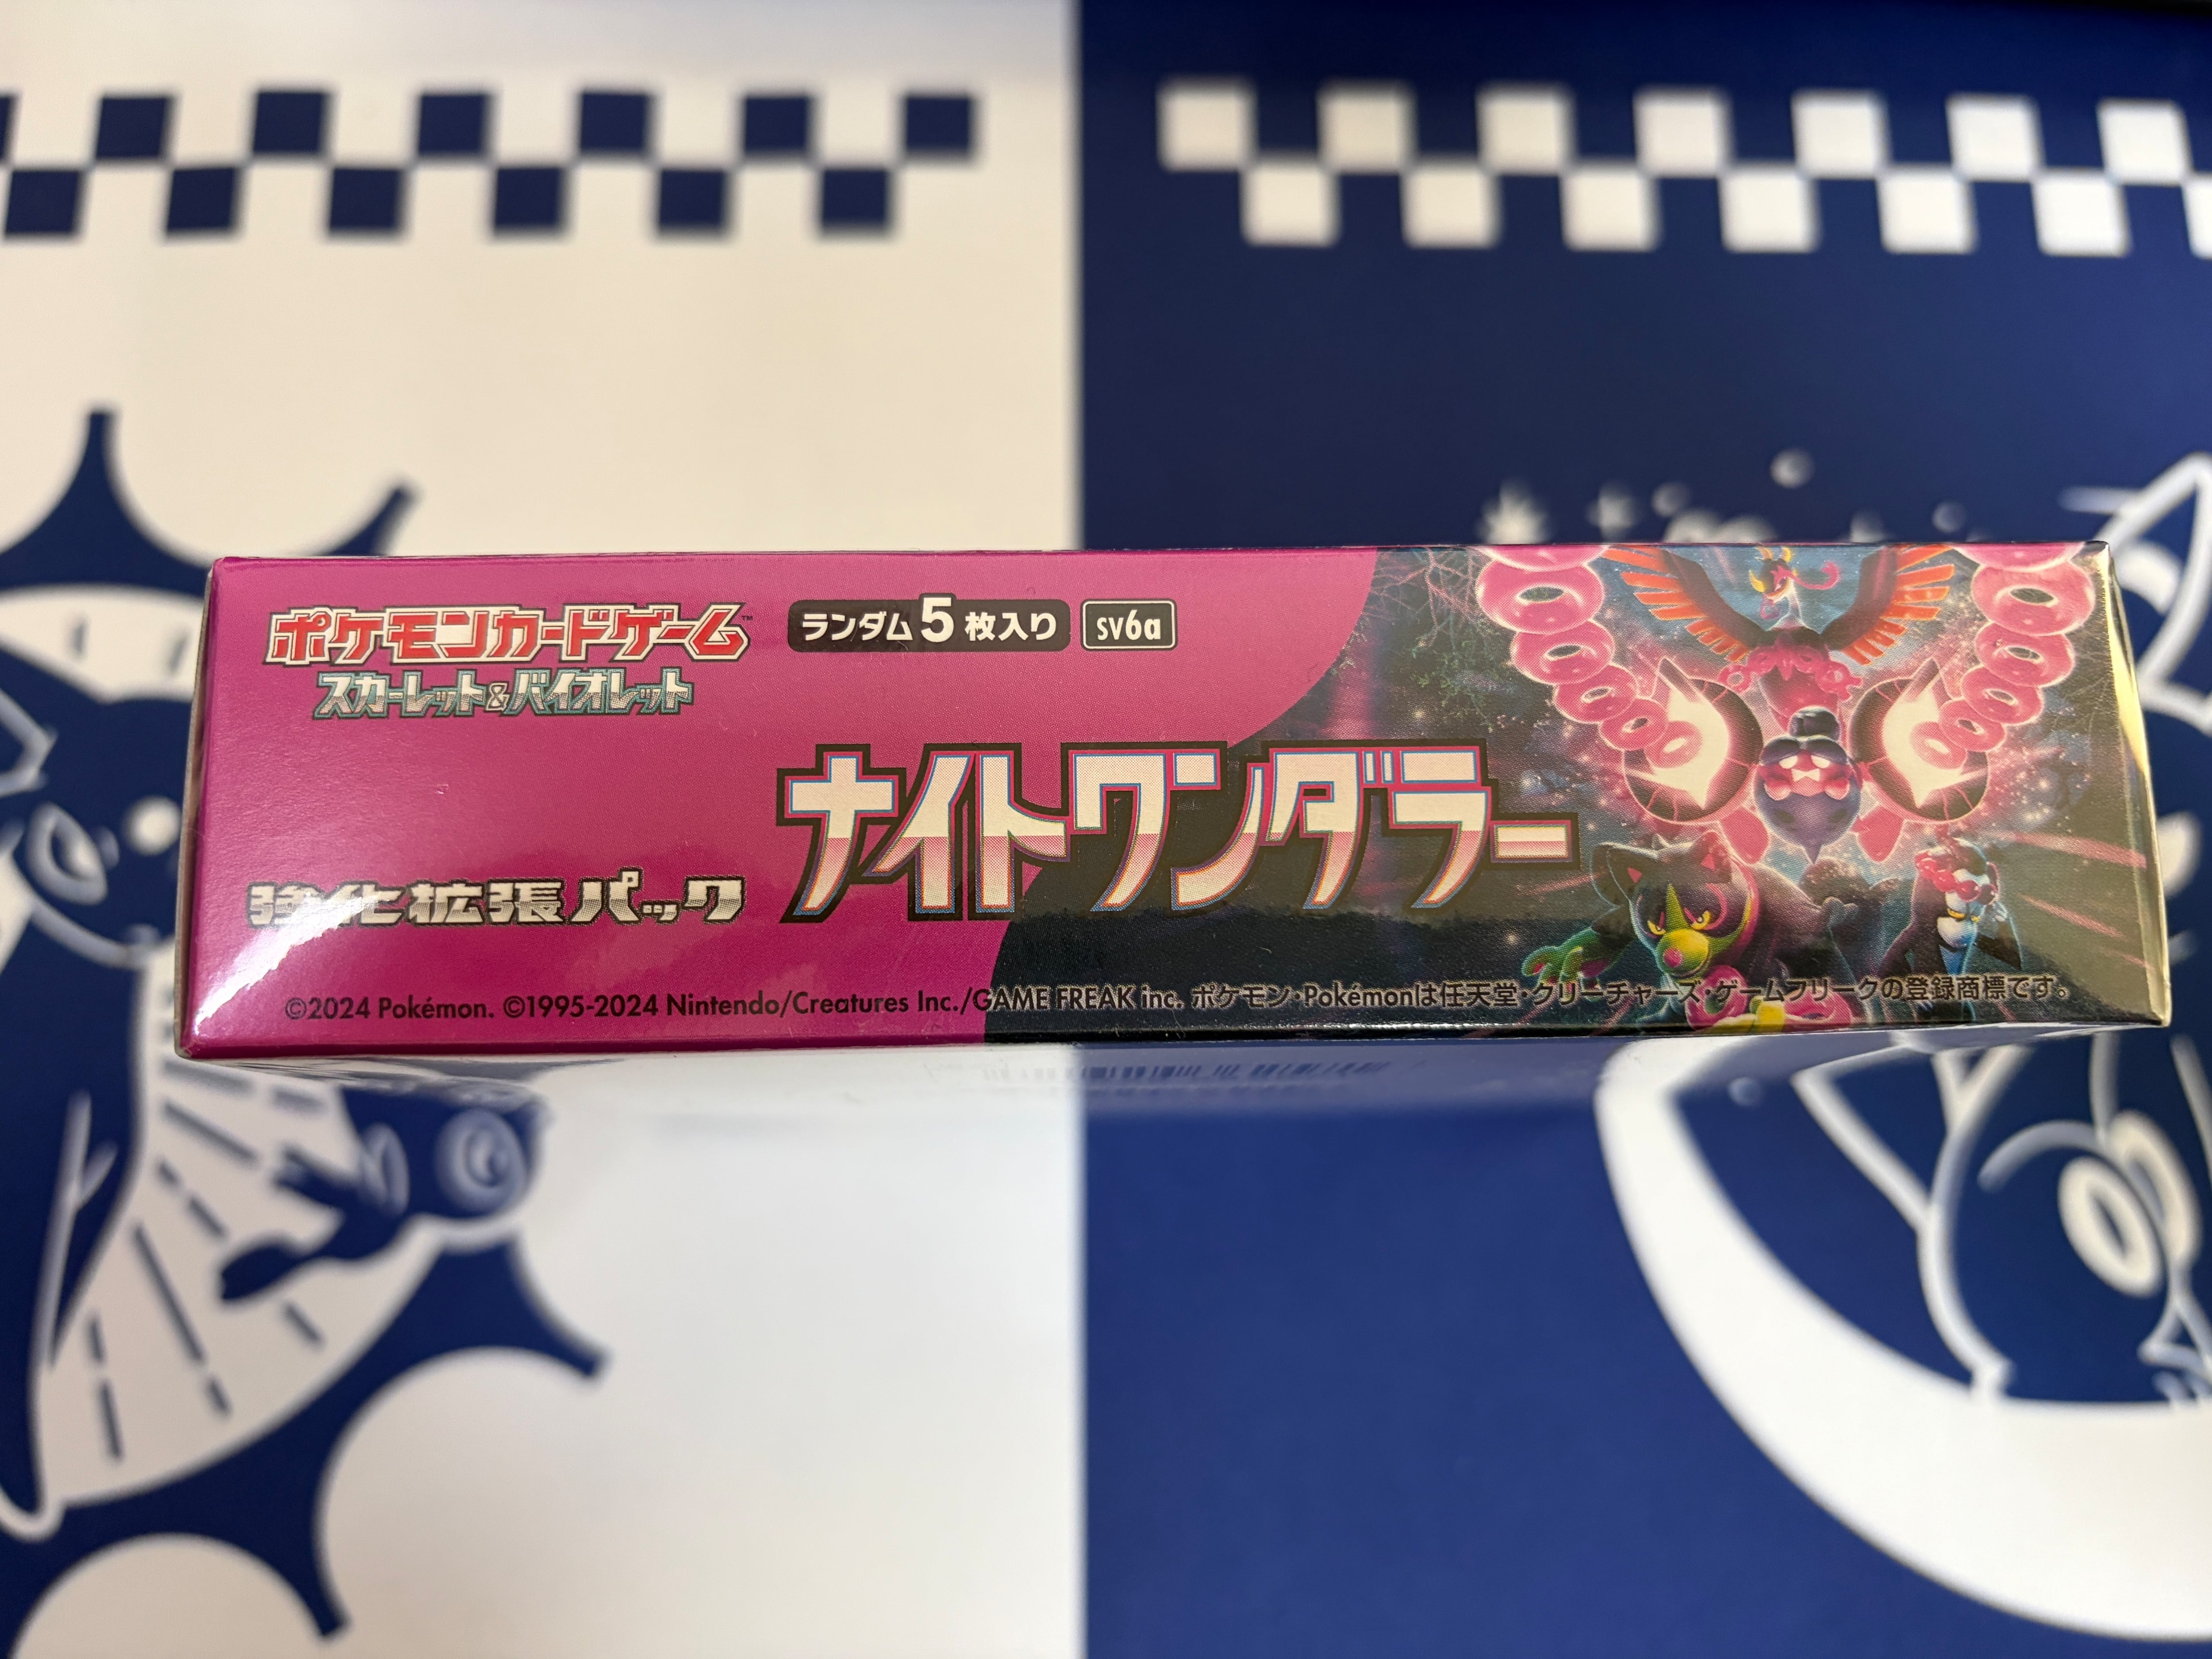 ポケモンカードゲーム™
スカーレット&バイオレット
ランダム5枚入り
sv6a
強化拡張パック
ナイトワンダラー
©2024 Pokémon. ©1995-2024 Nintendo/Creatures Inc./GAME FREAK inc. ポケモン・Pokémonは任天堂・クリーチャーズ・ゲームフリークの登録商標です。